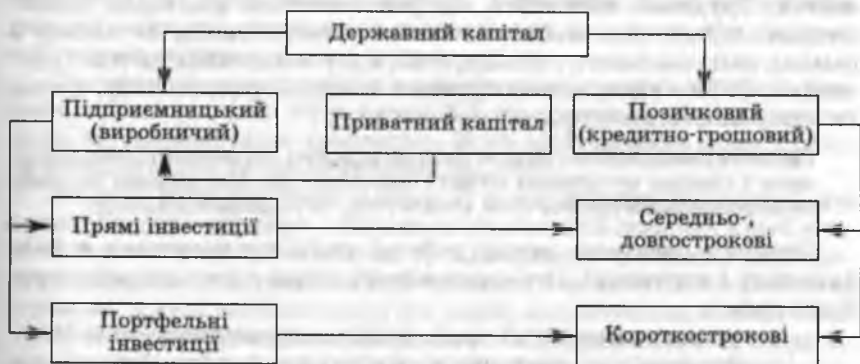 Державний капітал
Підприємницький
(виробничий)
Приватний капітал
Позичковий
(кредитно-грошовий)
Прямі інвестиції
Середньо-,
довгострокові
Портфельні
інвестиції
Короткострокові